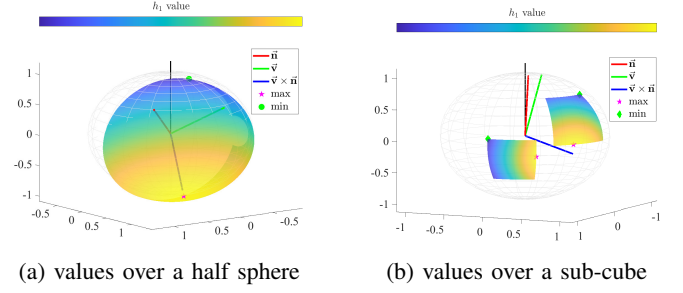 h₁ value
h₁ value
1
0.5
0
-0.5
-1
-0.5
0
0.5
1
1
0.5
0
-0.5
n⃗
v⃗
v⃗ × n⃗
max
min
1
0.5
0
-0.5
-1
-1
-0.5
0
0.5
1
1
0
-1
n⃗
v⃗
v⃗ × n⃗
max
min
(a) values over a half sphere
(b) values over a sub-cube